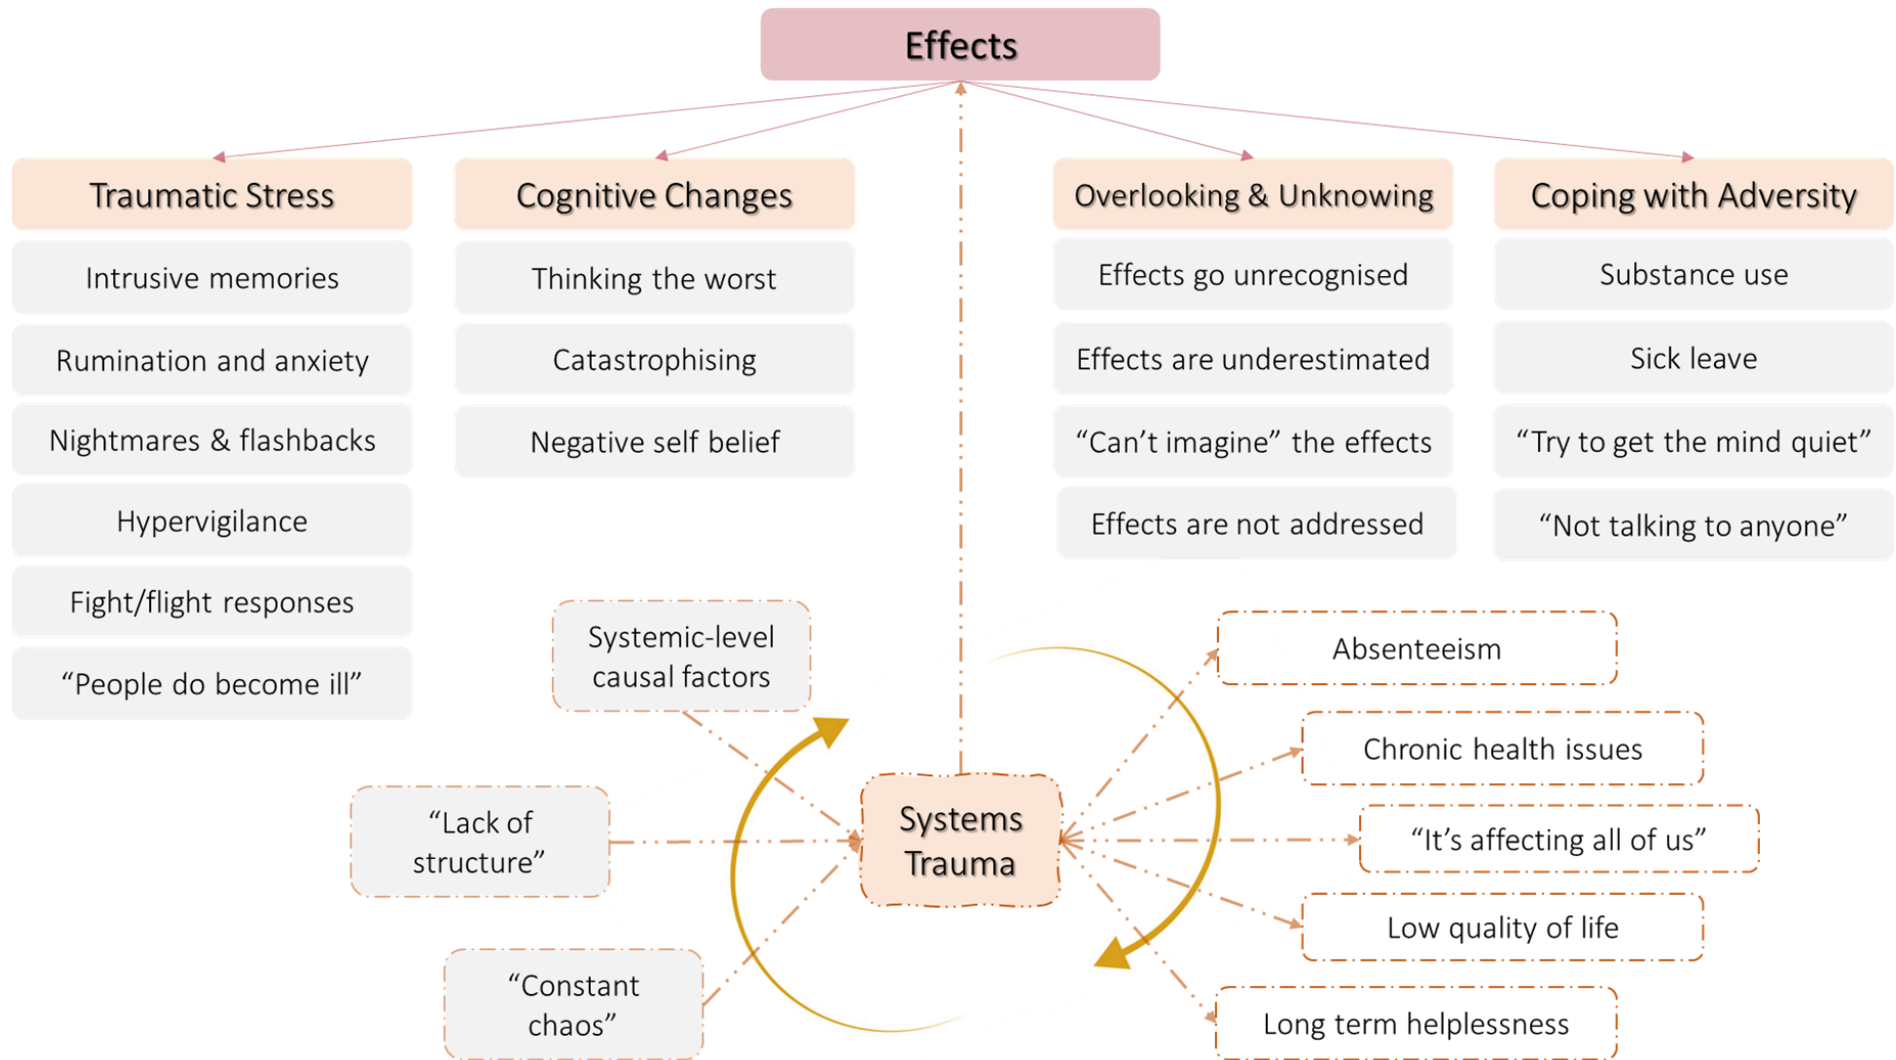 Effects
Traumatic Stress
Intrusive memories
Rumination and anxiety
Nightmares & flashbacks
Hypervigilance
Fight/flight responses
“People do become ill”
Cognitive Changes
Thinking the worst
Catastrophising
Negative self belief
Overlooking & Unknowing
Effects go unrecognised
Effects are underestimated
“Can’t imagine” the effects
Effects are not addressed
Coping with Adversity
Substance use
Sick leave
“Try to get the mind quiet”
“Not talking to anyone”
Systemic-level
causal factors
“Lack of
structure”
“Constant
chaos”
Systems
Trauma
Absenteeism
Chronic health issues
“It’s affecting all of us”
Low quality of life
Long term helplessness